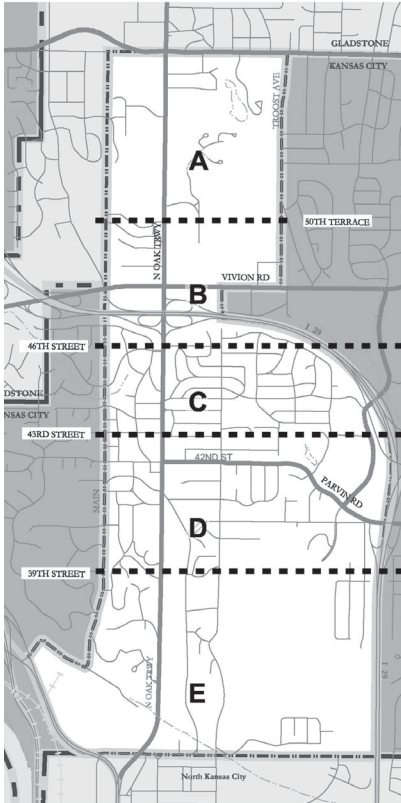 GLADSTONE
KANSAS CITY
TROOST AVE
A
50TH TERRACE
N OAK TRWY
VIVION RD
B
I 29
46TH STREET
DSTONE
NSAS CITY
C
43RD STREET
42ND ST
PARVIN RD
MAIN
D
39TH STREET
I 29
N OAK TRWY
E
North Kansas City